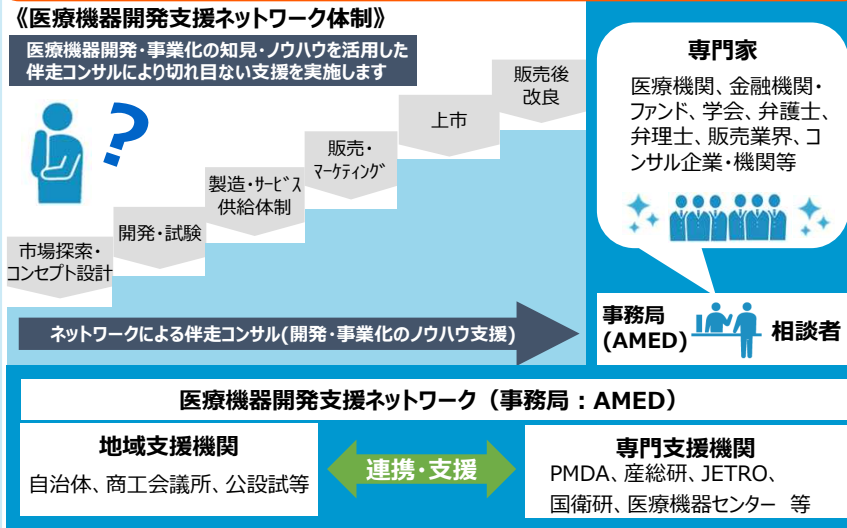 《医療機器開発支援ネットワーク体制》
医療機器開発・事業化の知見・ノウハウを活用した
伴走コンサルにより切れ目ない支援を実施します
?
市場探索・
コンセプト設計
開発・試験
製造・ｻｰﾋﾞｽ
供給体制
販売・
ﾏｰｹﾃｨﾝｸﾞ
上市
販売後
改良
ネットワークによる伴走コンサル(開発・事業化のノウハウ支援)
専門家
医療機関、金融機関・
ファンド、学会、弁護士、
弁理士、販売業界、コ
ンサル企業・機関等
事務局
(AMED)
相談者
医療機器開発支援ネットワーク（事務局：AMED）
地域支援機関
自治体、商工会議所、公設試等
連携・支援
専門支援機関
PMDA、産総研、JETRO、
国衛研、医療機器センター 等